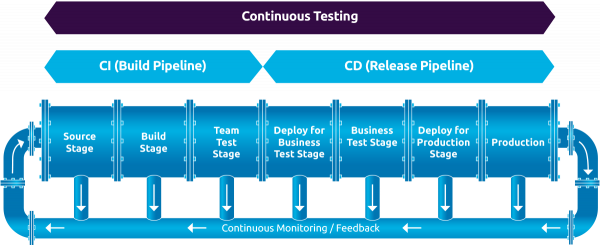 Continuous Testing
CI (Build Pipeline)
CD (Release Pipeline)
Source
Stage
Build
Stage
Team
Test
Stage
Deploy for
Business
Test Stage
Business
Test Stage
Deploy for
Production
Stage
Production
Continuous Monitoring / Feedback